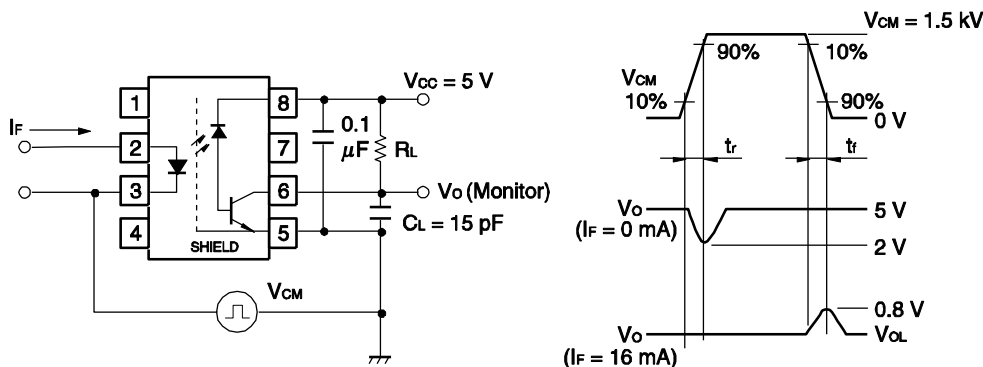 IF
1
2
3
4
8
7
6
5
SHIELD
0.1
μF
RL
VCC = 5 V
VO (Monitor)
CL = 15 pF
VCM
VCM = 1.5 kV
90%
10%
VCM
10%
90%
0 V
tr
tf
VO
(IF = 0 mA)
5 V
2 V
0.8 V
VO
VOL
(IF = 16 mA)